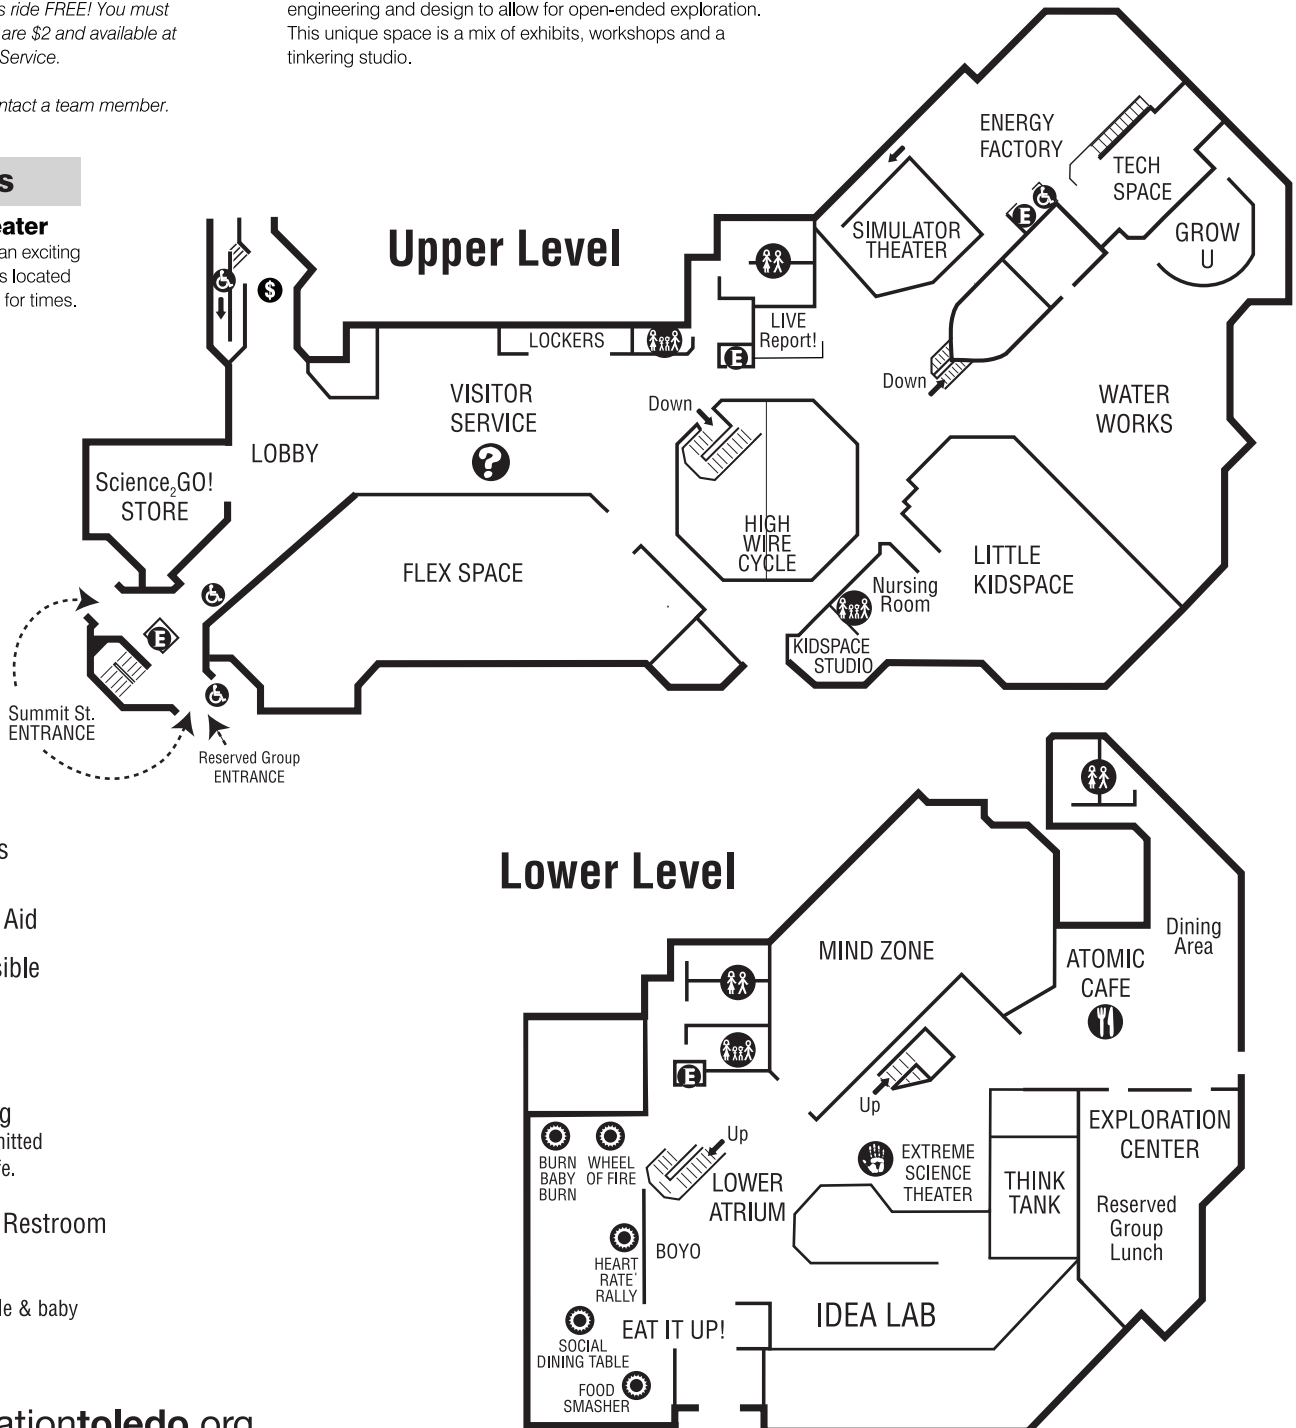 s ride FREE! You must
are $2 and available at
Service.
ntact a team member.
engineering and design to allow for open-ended exploration.
This unique space is a mix of exhibits, workshops and a
tinkering studio.
s
eater
an exciting
s located
for times.
Upper Level
ENERGY
FACTORY
TECH
SPACE
E
SIMULATOR
THEATER
GROW
U
$
LOCKERS
LIVE
Report!
E
Down
WATER
WORKS
VISITOR
SERVICE
?
Down
LOBBY
Science2GO!
STORE
HIGH
WIRE
CYCLE
FLEX SPACE
LITTLE
KIDSPACE
Nursing
Room
KIDSPACE
STUDIO
E
Summit St.
ENTRANCE
Reserved Group
ENTRANCE
Lower Level
MIND ZONE
Dining
Area
ATOMIC
CAFE
E
Up
Up
BURN
BABY
BURN
WHEEL
OF FIRE
LOWER
ATRIUM
EXTREME
SCIENCE
THEATER
THINK
TANK
EXPLORATION
CENTER
Reserved
Group
Lunch
HEART
RATE
RALLY
BOYO
IDEA LAB
EAT IT UP!
SOCIAL
DINING TABLE
FOOD
SMASHER
s
Aid
sible
g
mitted
fe.
Restroom
le & baby
ationtoledo.org